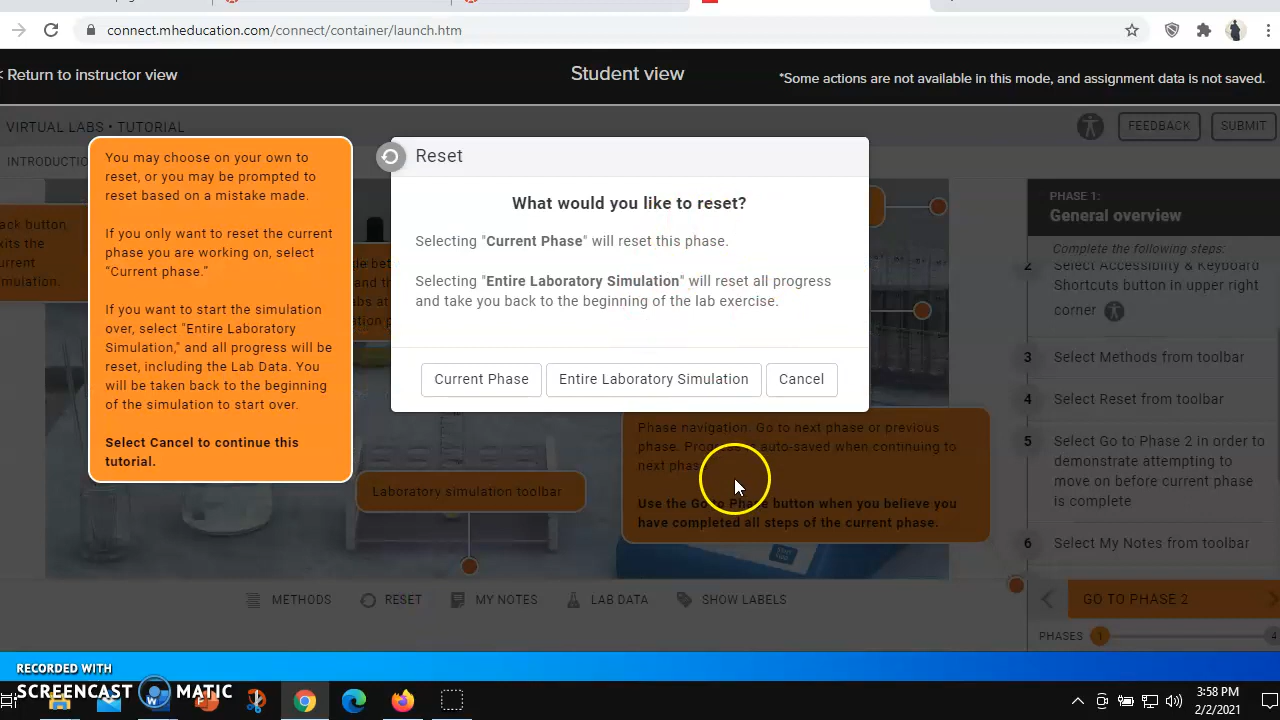 connect.mheducation.com/connect/container/launch.htm
Return to instructor view
Student view
*Some actions are not available in this mode, and assignment data is not saved.
VIRTUAL LABS • TUTORIAL
FEEDBACK
SUBMIT
You may choose on your own to
reset, or you may be prompted to
reset based on a mistake made.
If you only want to reset the current
phase you are working on, select
"Current phase."
If you want to start the simulation
over, select "Entire Laboratory
Simulation," and all progress will be
reset, including the Lab Data. You
will be taken back to the beginning
of the simulation to start over.
Select Cancel to continue this
tutorial.
ack button
xits the
Reset
What would you like to reset?
Selecting "Current Phase" will reset this phase.
Selecting "Entire Laboratory Simulation" will reset all progress
and take you back to the beginning of the lab exercise.
Current Phase
Entire Laboratory Simulation
Cancel
Phase navigation. Go to next phase or previous
phase. is auto-saved when continuing to
next phase
Use the Go to Phase button when you believe you
have completed all steps of the current phase.
Laboratory simulation toolbar
METHODS
RESET
MY NOTES
LAB DATA
SHOW LABELS
PHASE 1:
General overview
Complete the following steps:
2 Select Accessibility & Keyboard
Shortcuts button in upper right
corner
3 Select Methods from toolbar
4 Select Reset from toolbar
5 Select Go to Phase 2 in order to
demonstrate attempting to
move on before current phase
is complete
6 Select My Notes from toolbar
GO TO PHASE 2
PHASES 1 4
RECORDED WITH
SCREENCAST MATIC
3:58 PM
2/2/2021